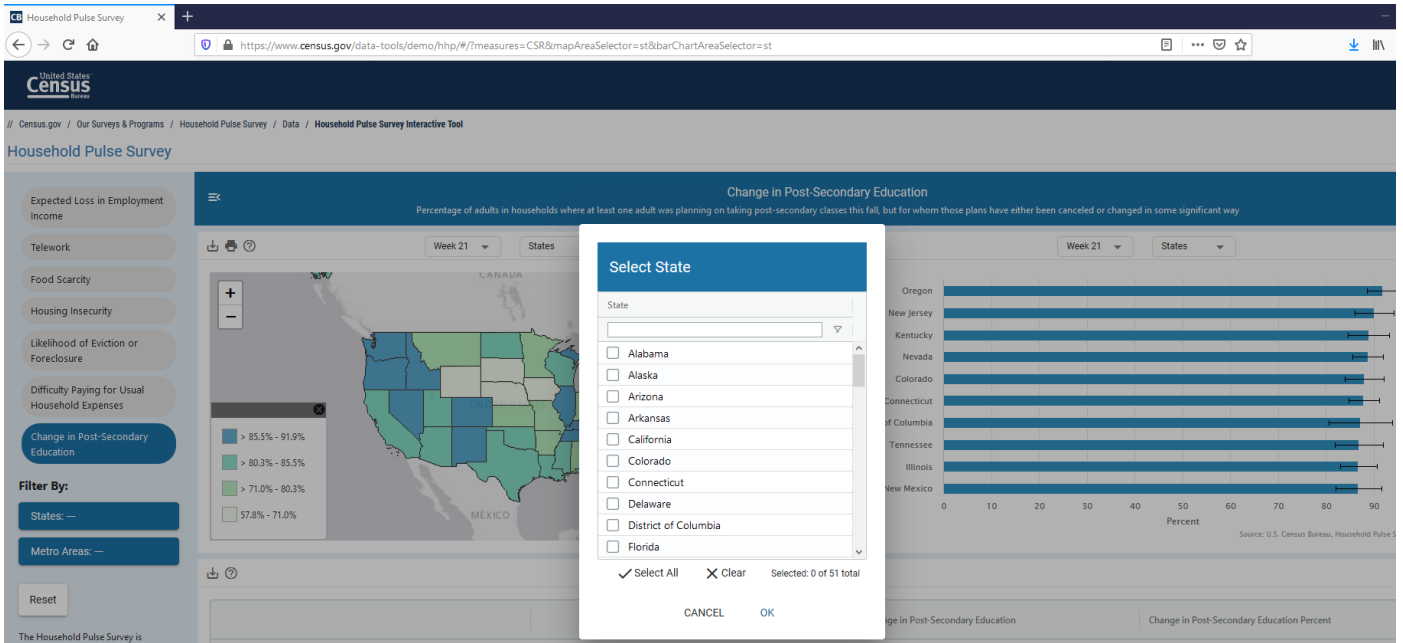 CB Household Pulse Survey
https://www.census.gov/data-tools/demo/hhp/#/?measures=CSR&mapAreaSelector=st&barChartAreaSelector=st
United States
Census
Bureau
// Census.gov / Our Surveys & Programs / Household Pulse Survey / Data / Household Pulse Survey Interactive Tool
Household Pulse Survey
Expected Loss in Employment
Income
Telework
Food Scarcity
Housing Insecurity
Likelihood of Eviction or
Foreclosure
Difficulty Paying for Usual
Household Expenses
Change in Post-Secondary
Education
Filter By:
States: —
Metro Areas: —
Reset
The Household Pulse Survey is
Change in Post-Secondary Education
Percentage of adults in households where at least one adult was planning on taking post-secondary classes this fall, but for whom those plans have either been canceled or changed in some significant way
Week 21
States
CANADA
MÉXICO
> 85.5% - 91.9%
> 80.3% - 85.5%
> 71.0% - 80.3%
57.8% - 71.0%
Select State
State
Alabama
Alaska
Arizona
Arkansas
California
Colorado
Connecticut
Delaware
District of Columbia
Florida
Select All
Clear
Selected: 0 of 51 total
CANCEL
OK
Week 21
States
Oregon
New Jersey
Kentucky
Nevada
Colorado
Connecticut
of Columbia
Tennessee
Illinois
New Mexico
0 10 20 30 40 50 60 70 80 90
Percent
Source: U.S. Census Bureau, Household Pulse S
nge in Post-Secondary Education
Change in Post-Secondary Education Percent